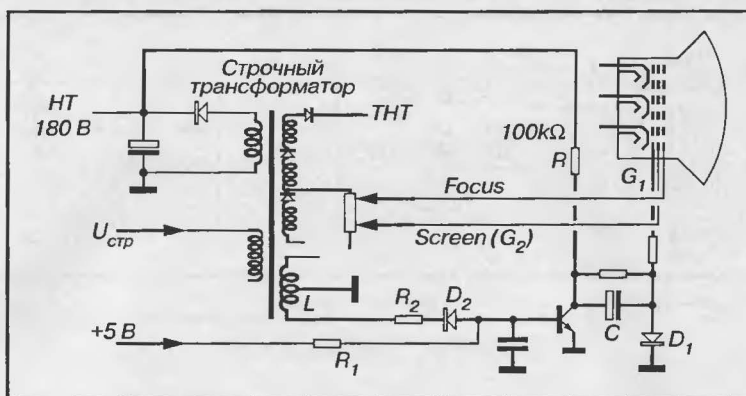 Строчный
трансформатор
HT
180 В
THT
100kΩ
R
G1
Focus
Uстр
Screen (G2)
L
R2
D2
+5 В
R1
C
D1